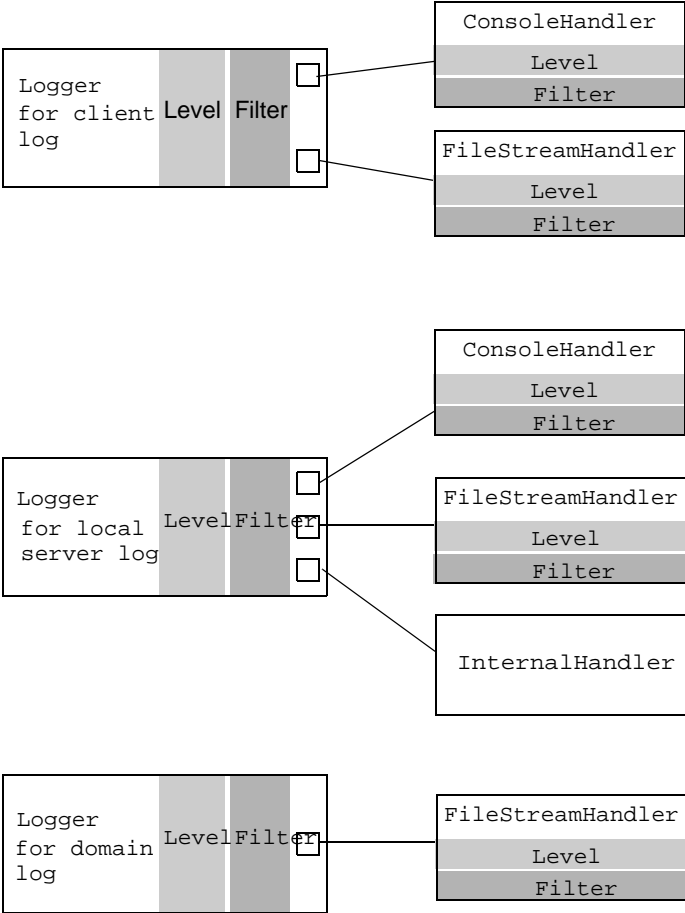 ConsoleHandler
Level
Filter
Logger
for client
log
Level
Filter
FileStreamHandler
Level
Filter
ConsoleHandler
Level
Filter
Logger
for local
server log
Level
Filter
FileStreamHandler
Level
Filter
InternalHandler
Logger
for domain
log
Level
Filter
FileStreamHandler
Level
Filter